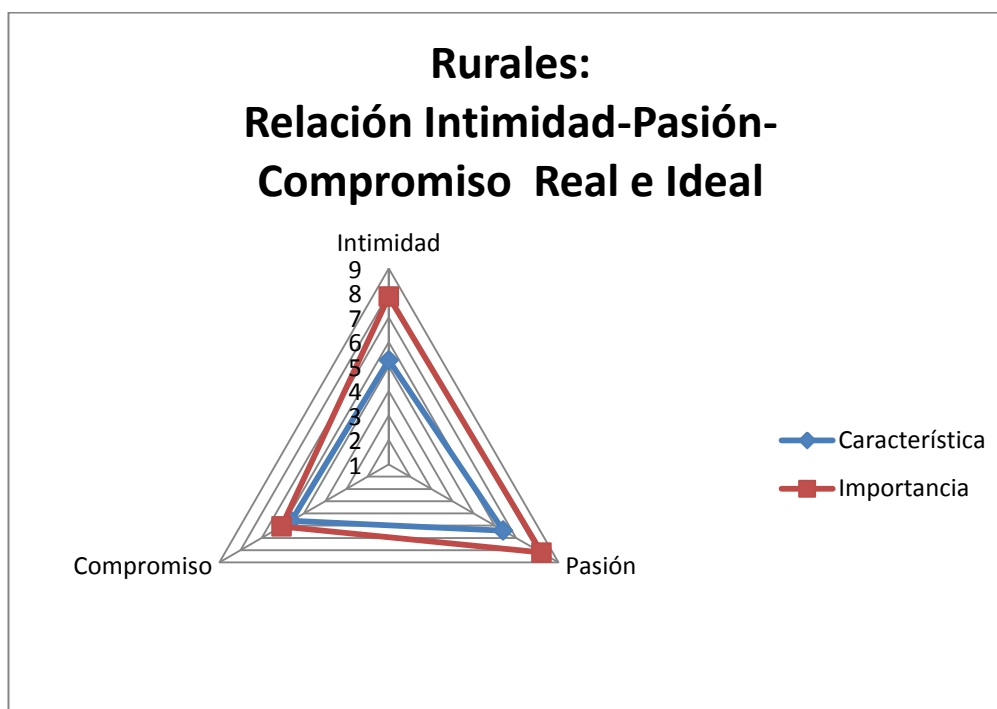 Rurales:
Relación Intimidad-Pasión-
Compromiso Real e Ideal
Intimidad
9
8
7
6
5
4
3
2
1
Característica
Importancia
Compromiso
Pasión